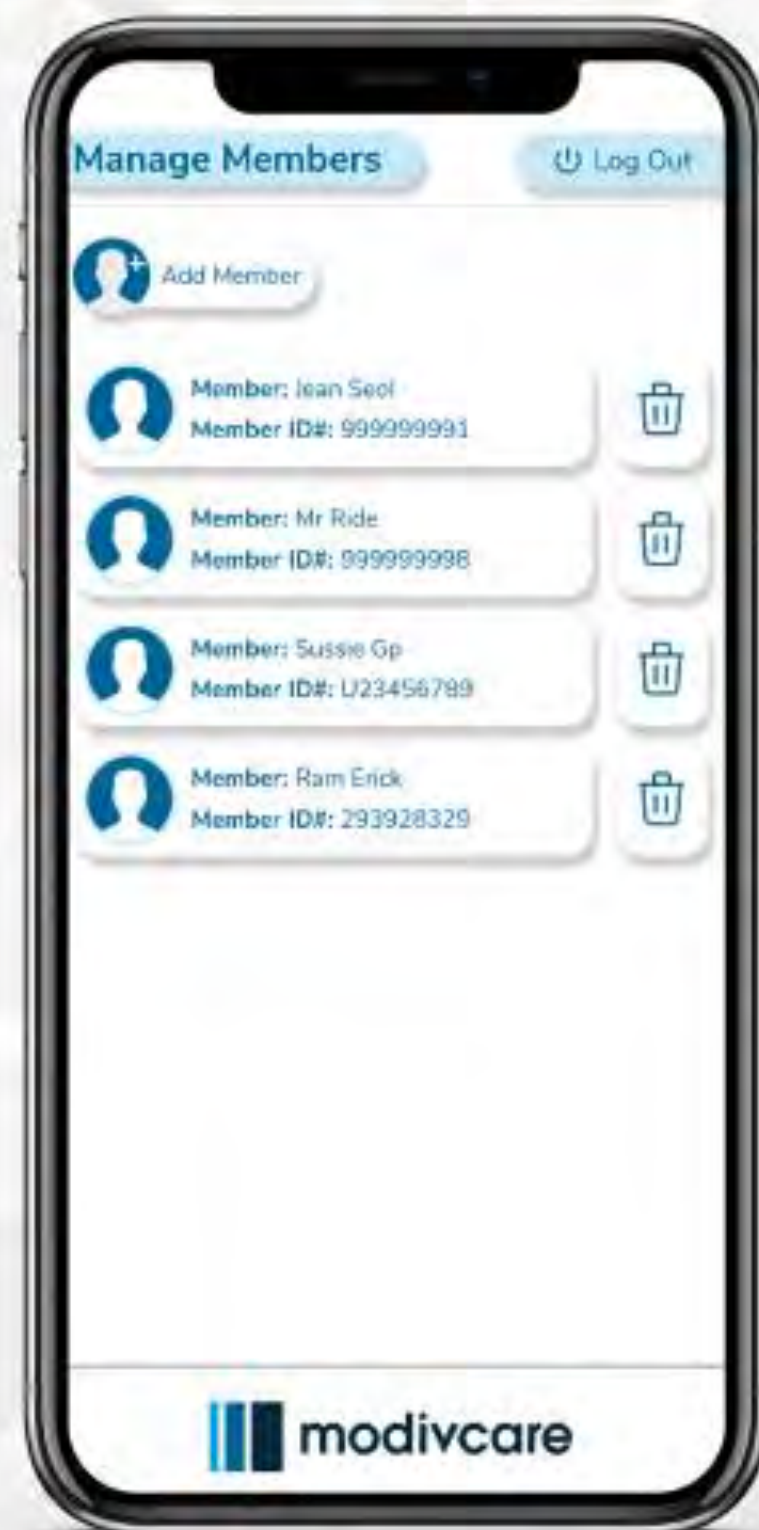 Manage Members
Log Out
Add Member
Member: Jean Seol
Member ID#: 999999991
Member: Mr Ride
Member ID#: 999999998
Member: Sussie Gp
Member ID#: U23456789
Member: Ram Erick
Member ID#: 293928329
modivcare